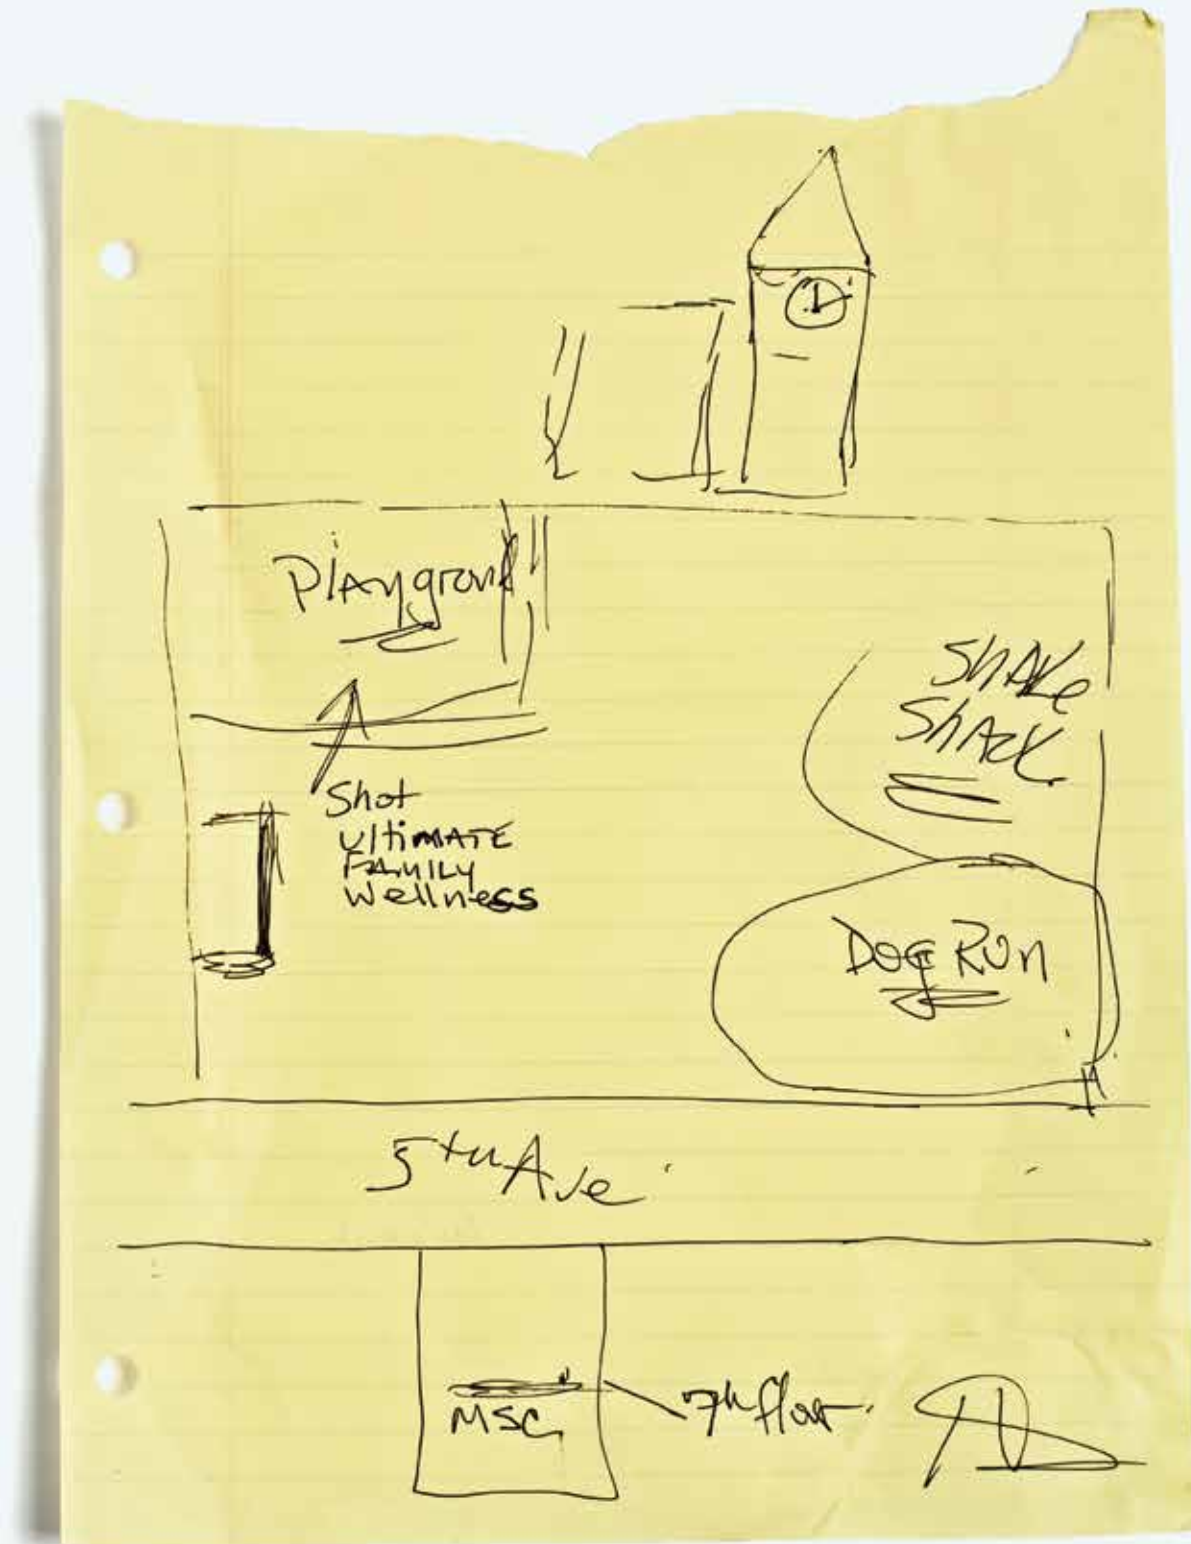 Playground
Shake
Shack
Shot
Ultimate
Family
Wellness
Dog Run
5th Ave
MSC
7th floor